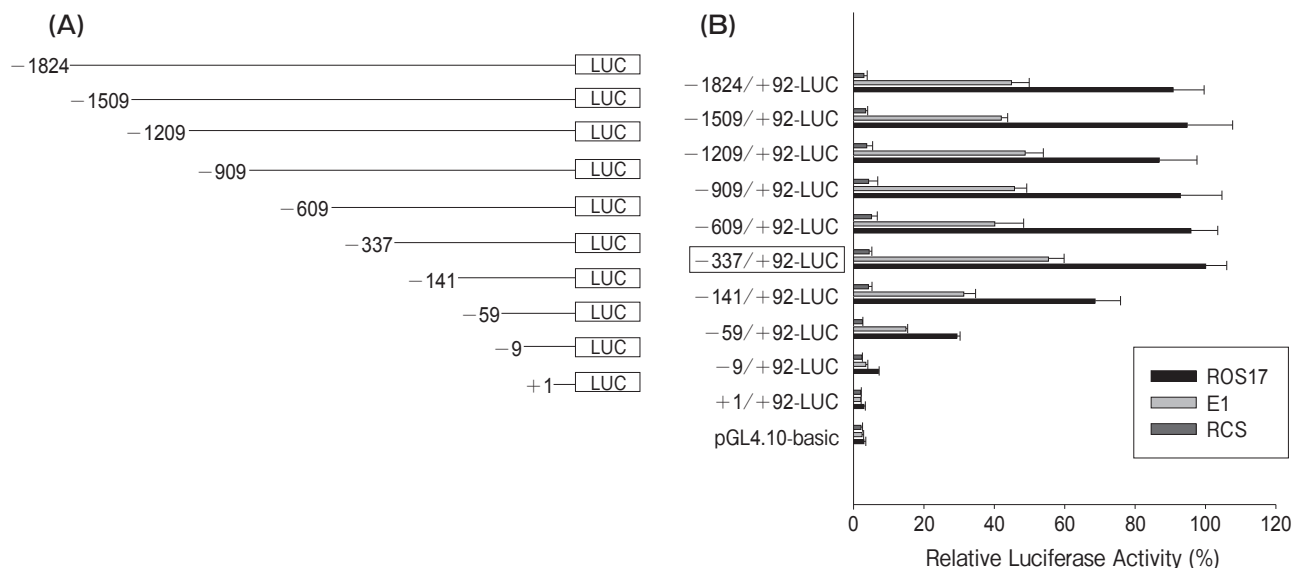 (A)
−1824 LUC
−1509 LUC
−1209 LUC
−909 LUC
−609 LUC
−337 LUC
−141 LUC
−59 LUC
−9 LUC
+1 LUC
(B)
−1824/+92-LUC
−1509/+92-LUC
−1209/+92-LUC
−909/+92-LUC
−609/+92-LUC
−337/+92-LUC
−141/+92-LUC
−59/+92-LUC
−9/+92-LUC
+1/+92-LUC
pGL4.10-basic
ROS17
E1
RCS
0 20 40 60 80 100 120
Relative Luciferase Activity (%)